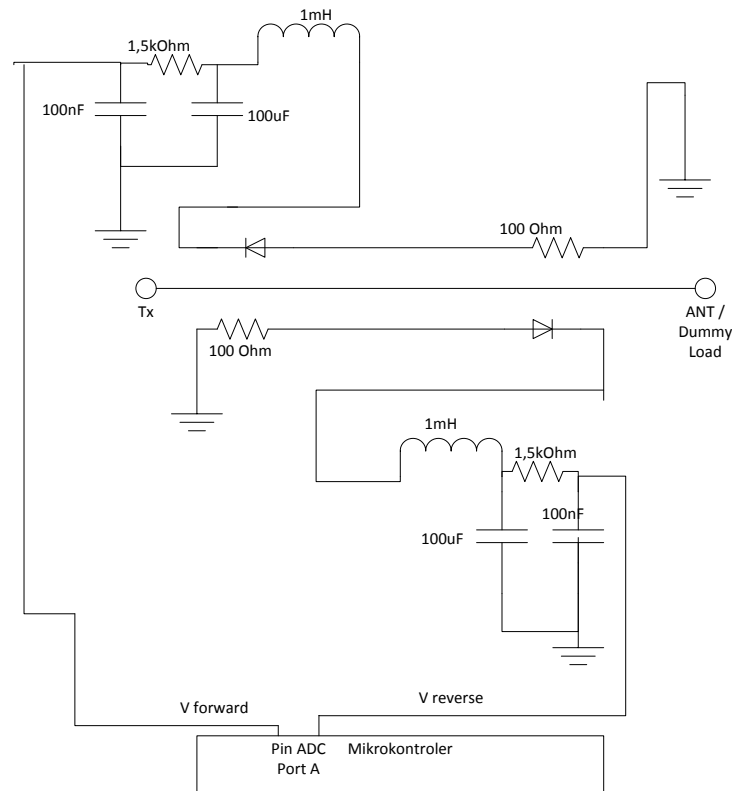 1mH
1,5kOhm
100nF
100uF
100 Ohm
Tx
ANT /
Dummy
Load
100 Ohm
1mH
1,5kOhm
100uF
100nF
V forward
V reverse
Pin ADC
Port A
Mikrokontroler